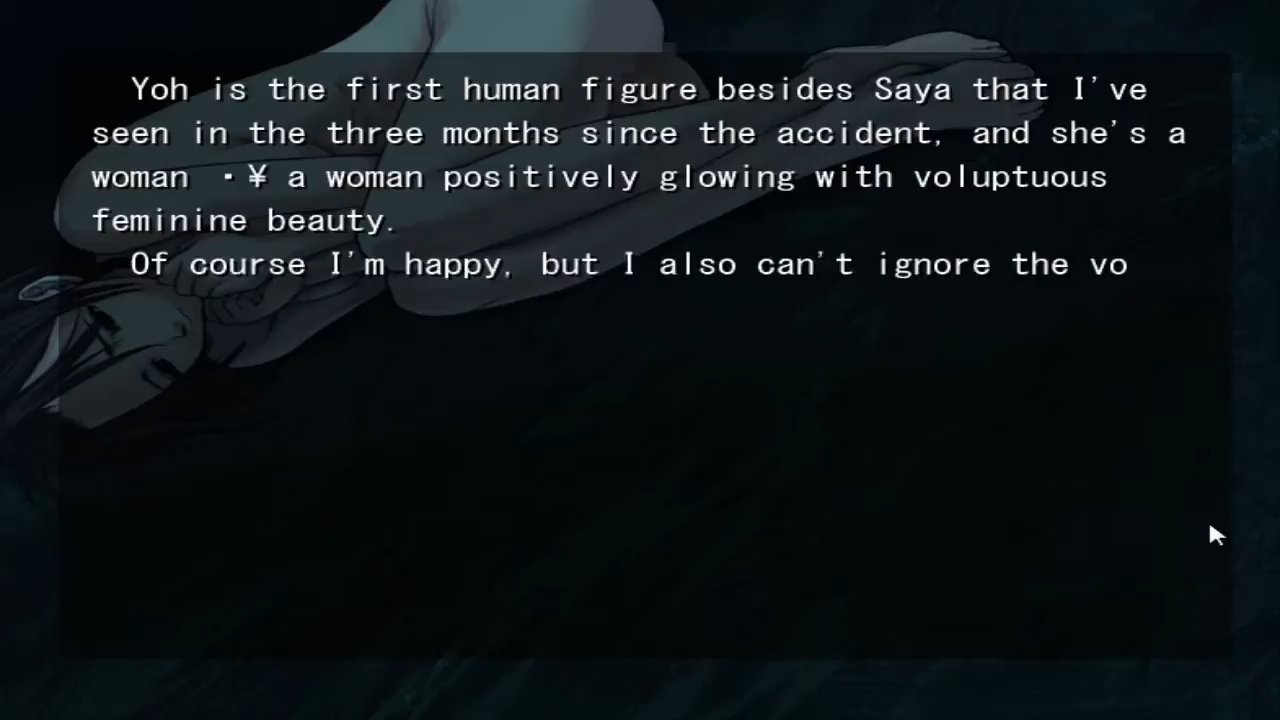 Yoh is the first human figure besides Saya that I've
seen in the three months since the accident, and she's a
woman ・¥ a woman positively glowing with voluptuous
feminine beauty.
Of course I'm happy, but I also can't ignore the vo